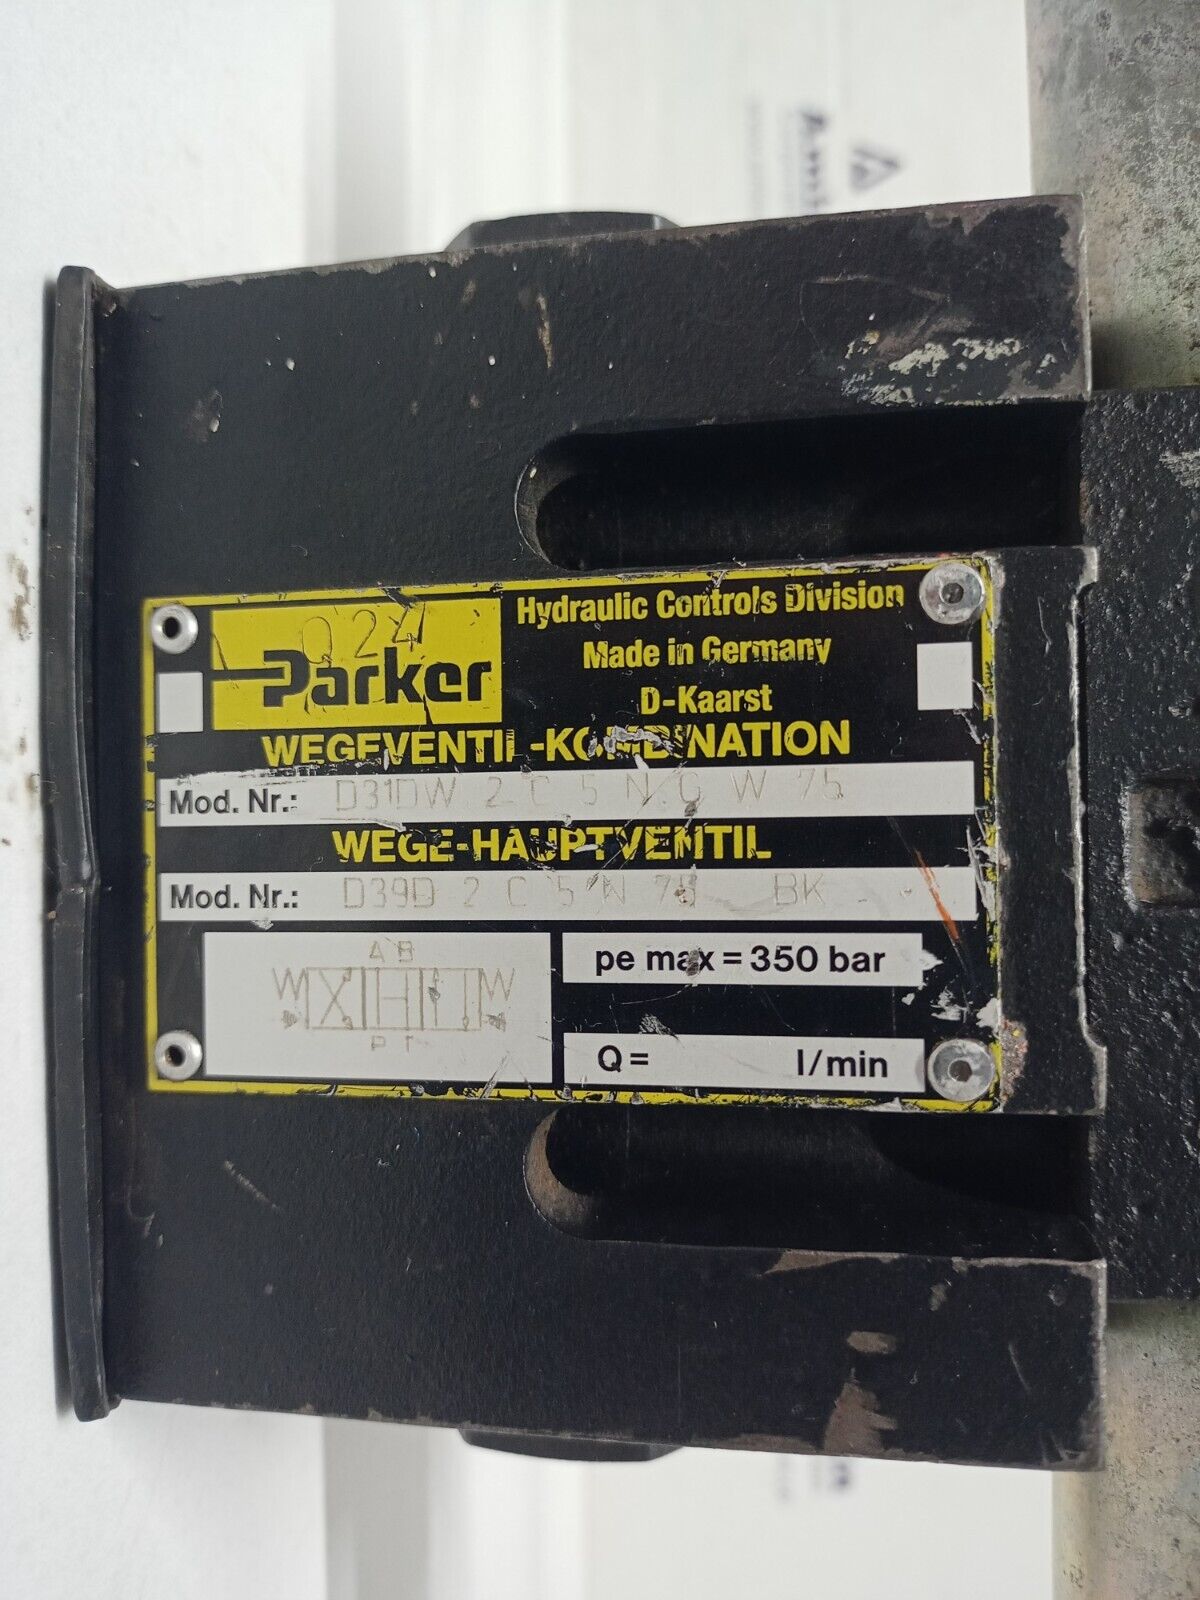 Q24
Parker
Hydraulic Controls Division
Made in Germany
D-Kaarst
WEGEVENTIL-KOMBINATION
Mod. Nr.: D31DW 2 C 5 N G W 75
WEGE-HAUPTVENTIL
Mod. Nr.: D39D 2 C 5 N 75 BK
A B
W W
P T
pe max = 350 bar
Q = l/min